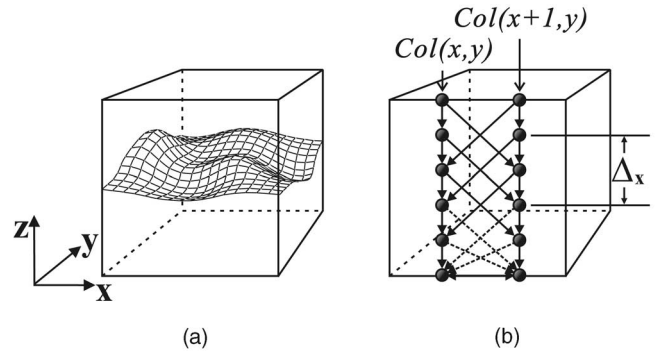 Col(x+1,y)
Col(x,y)
Δx
z
y
x
(a)
(b)